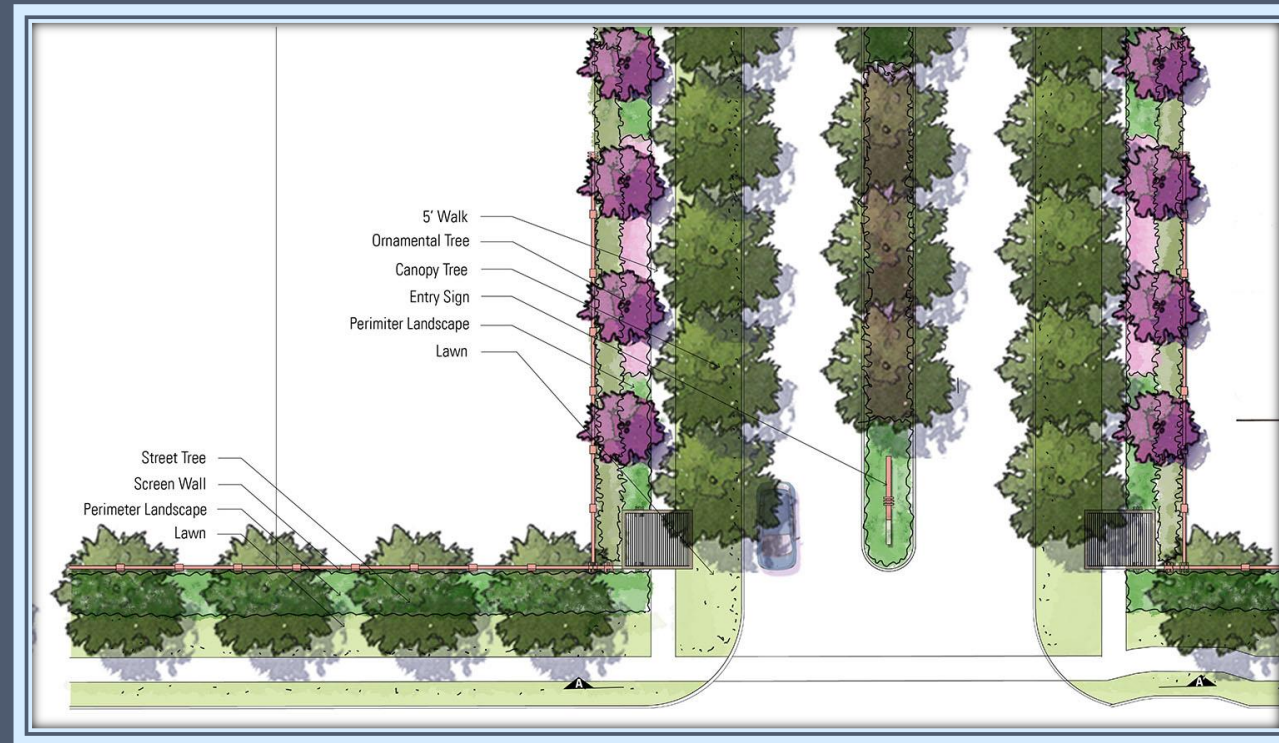 5' Walk
Ornamental Tree
Canopy Tree
Entry Sign
Perimiter Landscape
Lawn
Street Tree
Screen Wall
Perimeter Landscape
Lawn
A
A